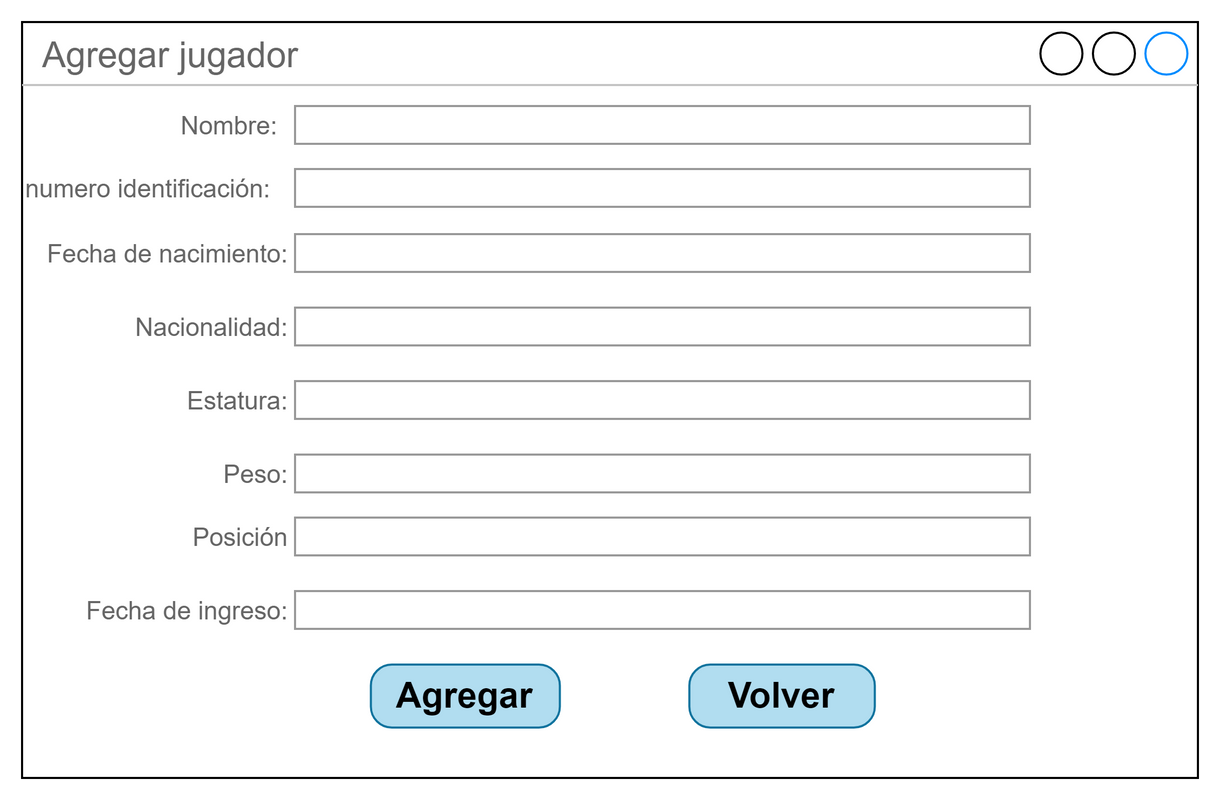 Agregar jugador
Nombre:
numero identificación:
Fecha de nacimiento:
Nacionalidad:
Estatura:
Peso:
Posición
Fecha de ingreso:
Agregar Volver